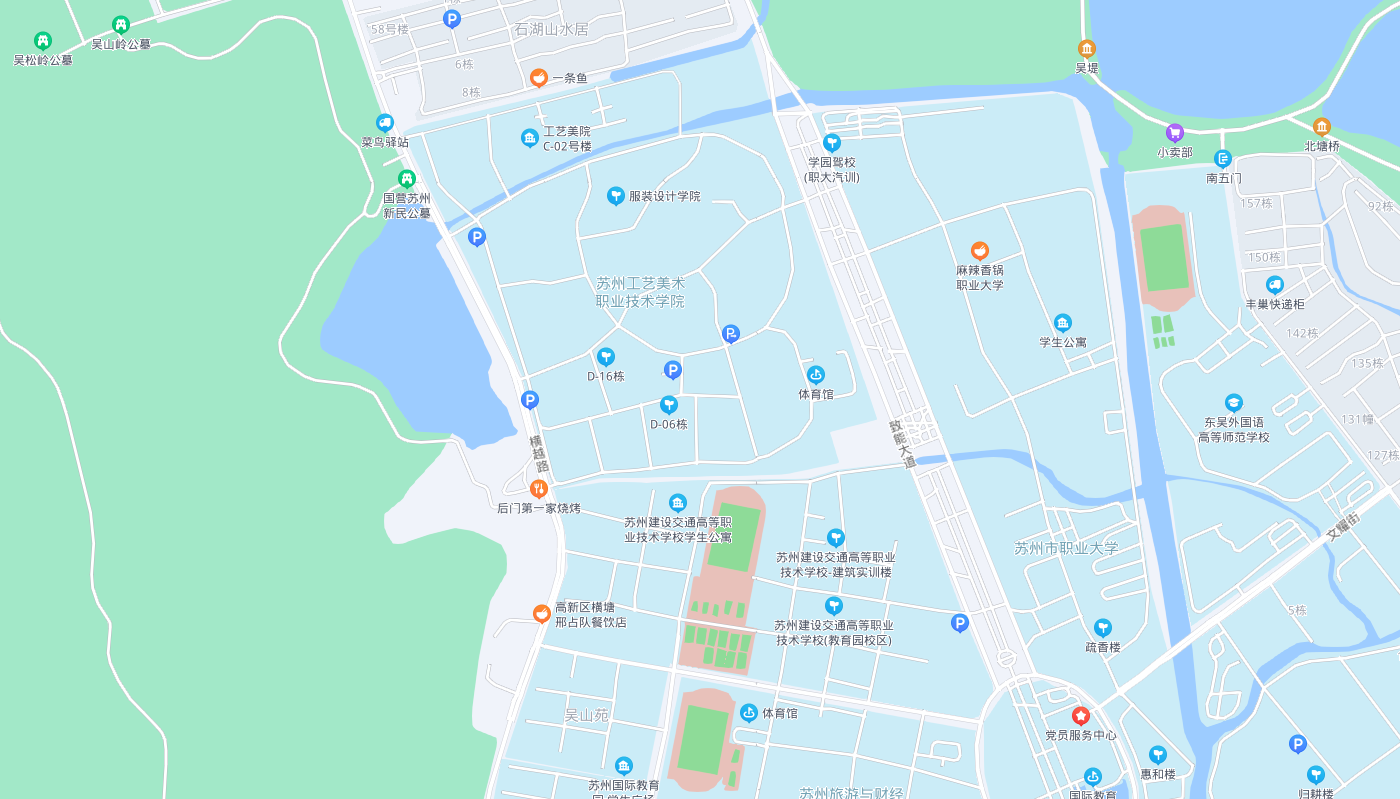 58号楼
石湖山水居
吴山岭公墓
吴松岭公墓
吴堤
6栋
一条鱼
8栋
菜鸟驿站
工艺美院
C-02号楼
小卖部
北塘桥
学园驾校
(职大汽训)
南五门
国营苏州
新民公墓
服装设计学院
157栋
92栋
150栋
麻辣香锅
职业大学
苏州工艺美术
职业技术学院
丰巢快递柜
142栋
学生公寓
135栋
D-16栋
体育馆
D-06栋
东吴外国语
高等师范学校
131幢
127栋
横越路
致能大道
后门第一家烧烤
苏州建设交通高等职
业技术学校学生公寓
文耀街
苏州市职业大学
苏州建设交通高等职业
技术学校-建筑实训楼
高新区横塘
邢占队餐饮店
5栋
苏州建设交通高等职业
技术学校(教育园校区)
疏香楼
吴山苑
体育馆
党员服务中心
惠和楼
苏州国际教育
园-学生广场
苏州旅游与财经
国际教育
归耕楼